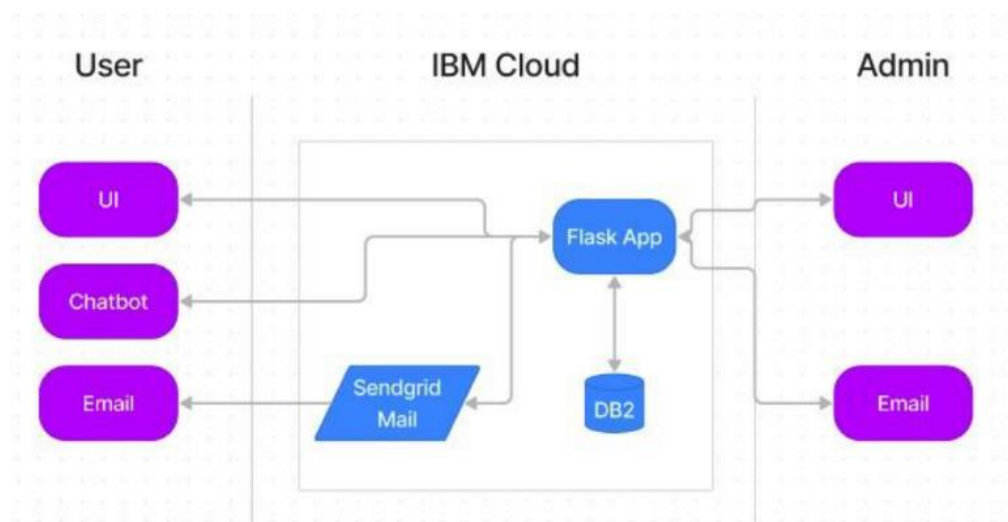 User
IBM Cloud
Admin
UI
Flask App
UI
Chatbot
Email
Sendgrid
Mail
DB2
Email